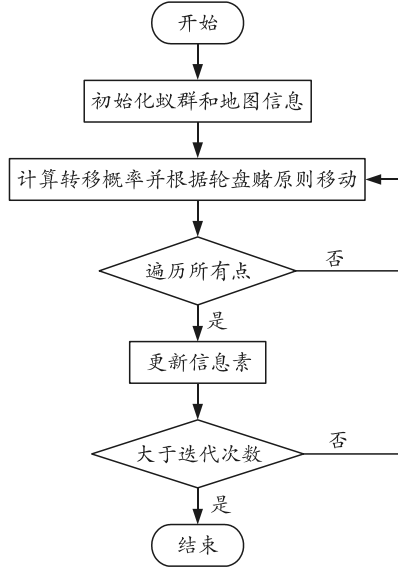 开始
初始化蚁群和地图信息
计算转移概率并根据轮盘赌原则移动
遍历所有点
否
是
更新信息素
大于迭代次数
否
是
结束